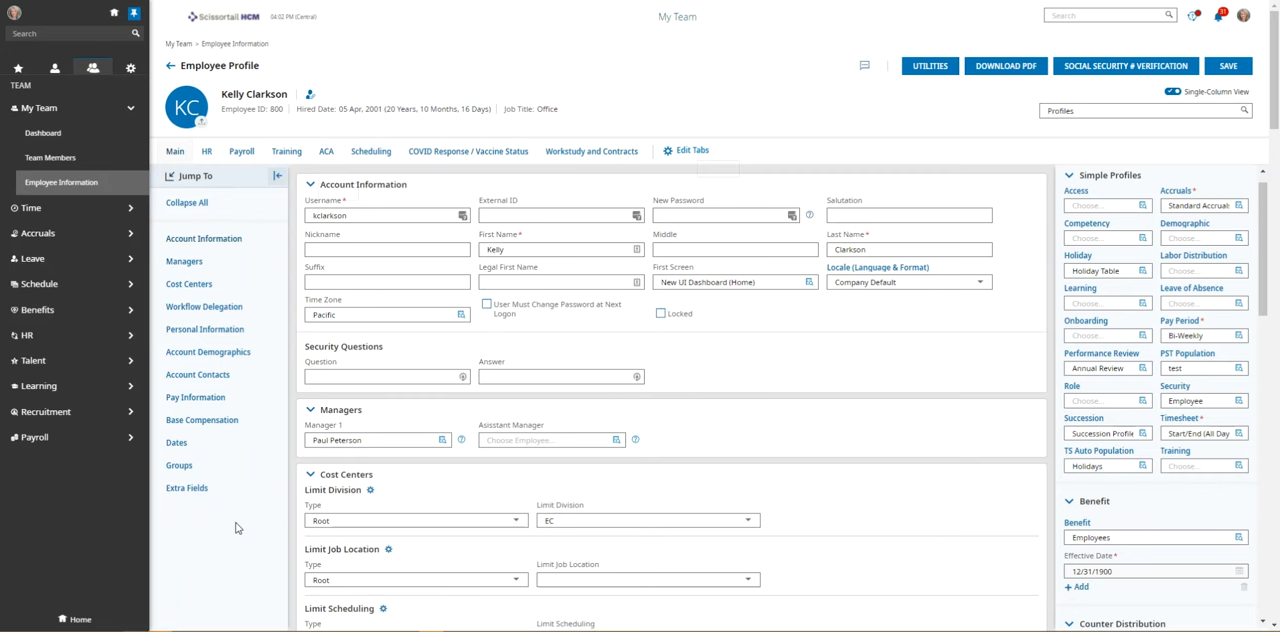 Scissortail HCM 04:02 PM (Central)
My Team
Search
31
Search
TEAM
My Team
Dashboard
Team Members
Employee Information
Time
Accruals
Leave
Schedule
Benefits
HR
Talent
Learning
Recruitment
Payroll
Home
My Team > Employee Information
Employee Profile
UTILITIES DOWNLOAD PDF SOCIAL SECURITY # VERIFICATION SAVE
KC
Kelly Clarkson
Employee ID: 800 Hired Date: 05 Apr, 2001 (20 Years, 10 Months, 16 Days) Job Title: Office
Single-Column View
Profiles
Main HR Payroll Training ACA Scheduling COVID Response / Vaccine Status Workstudy and Contracts Edit Tabs
Jump To
Collapse All
Account Information
Managers
Cost Centers
Workflow Delegation
Personal Information
Account Demographics
Account Contacts
Pay Information
Base Compensation
Dates
Groups
Extra Fields
Account Information
Username* External ID New Password Salutation
kclarkson
Nickname First Name* Middle Last Name*
Kelly Clarkson
Suffix Legal First Name First Screen Locale (Language & Format)
New UI Dashboard (Home) Company Default
Time Zone
Pacific
User Must Change Password at Next
Logon
Locked
Security Questions
Question Answer
Managers
Manager 1 Asisstant Manager
Paul Peterson Choose Employee...
Cost Centers
Limit Division
Type Limit Division
Root EC
Limit Job Location
Type Limit Job Location
Root
Limit Scheduling
Type Limit Scheduling
Simple Profiles
Access Accruals*
Choose... Standard Accruals
Competency Demographic
Choose... Choose...
Holiday Labor Distribution
Holiday Table Choose...
Learning Leave of Absence
Choose... Choose...
Onboarding Pay Period*
Choose... Bi-Weekly
Performance Review PST Population
Annual Review test
Role Security
Choose... Employee
Succession Timesheet*
Succession Profile Start/End (All Day
TS Auto Population Training
Holidays Choose...
Benefit
Benefit
Employees
Effective Date*
12/31/1900
+ Add
Counter Distribution